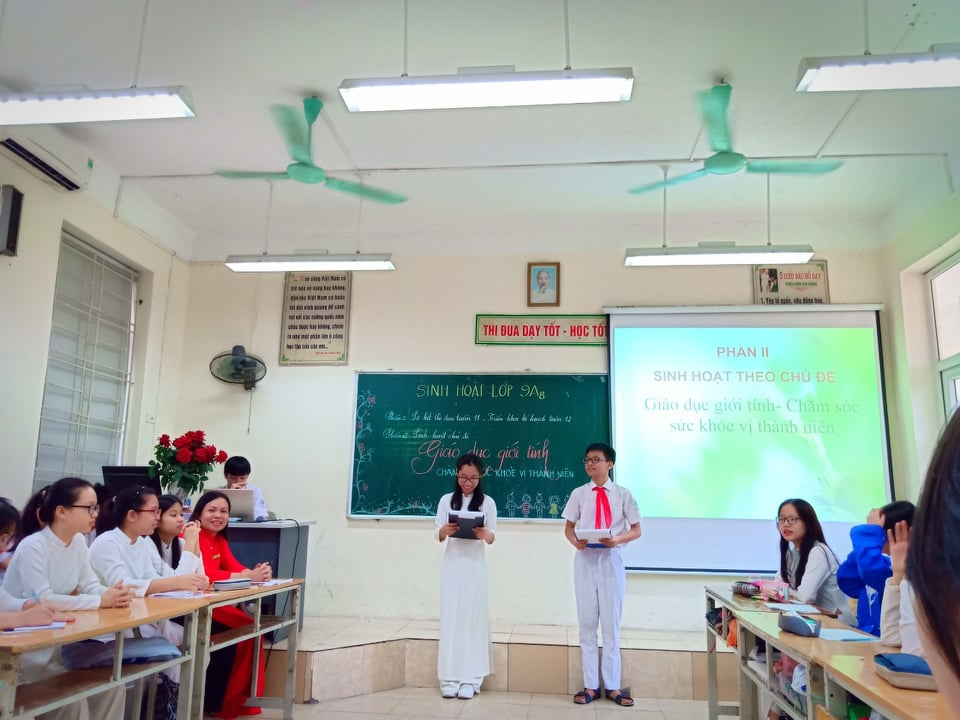 "...Non sông Việt Nam có
trở nên vẻ vang hay không,
dân tộc Việt Nam có bước tới
đài vinh quang để sánh
vai với các cường quốc năm
châu được hay không, chính
là nhờ một phần lớn ở công
học tập của các em..."
THI ĐUA DẠY TỐT - HỌC TỐT
5 ĐIỀU BÁC HỒ DẠY
1. Yêu tổ quốc, yêu đồng bào
SINH HOẠT LỚP 9A8
Phần I: Sơ kết thi đua tuần 11 - Triển khai kế hoạch tuần 12
Phần II: Sinh hoạt chủ đề
Giáo dục giới tính
KHỎE VỊ THÀNH NIÊN
PHẦN II
SINH HOẠT THEO CHỦ ĐỀ
Giáo dục giới tính- Chăm sóc
sức khỏe vị thành niên